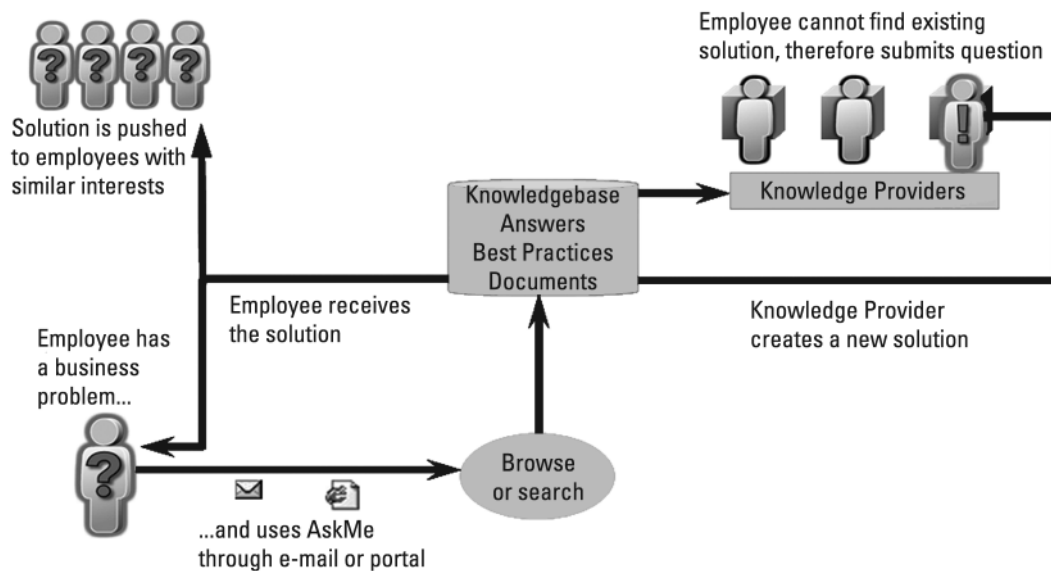 Employee cannot find existing
solution, therefore submits question
? ? ? ?
!
Solution is pushed
to employees with
similar interests
Knowledgebase
Answers
Best Practices
Documents
Knowledge Providers
Employee receives
the solution
Knowledge Provider
creates a new solution
Employee has
a business
problem...
?
Browse
or search
...and uses AskMe
through e-mail or portal